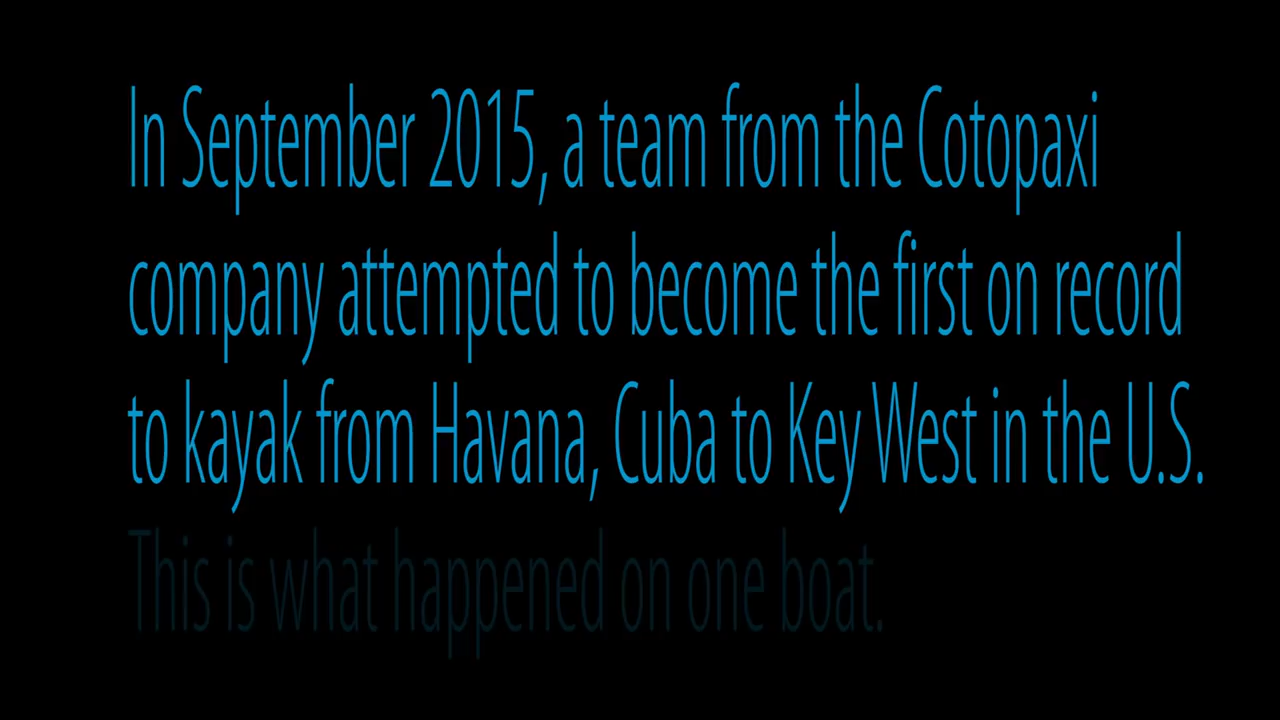 In September 2015, a team from the Cotopaxi
company attempted to become the first on record
to kayak from Havana, Cuba to Key West in the U.S.
This is what happened on one boat.